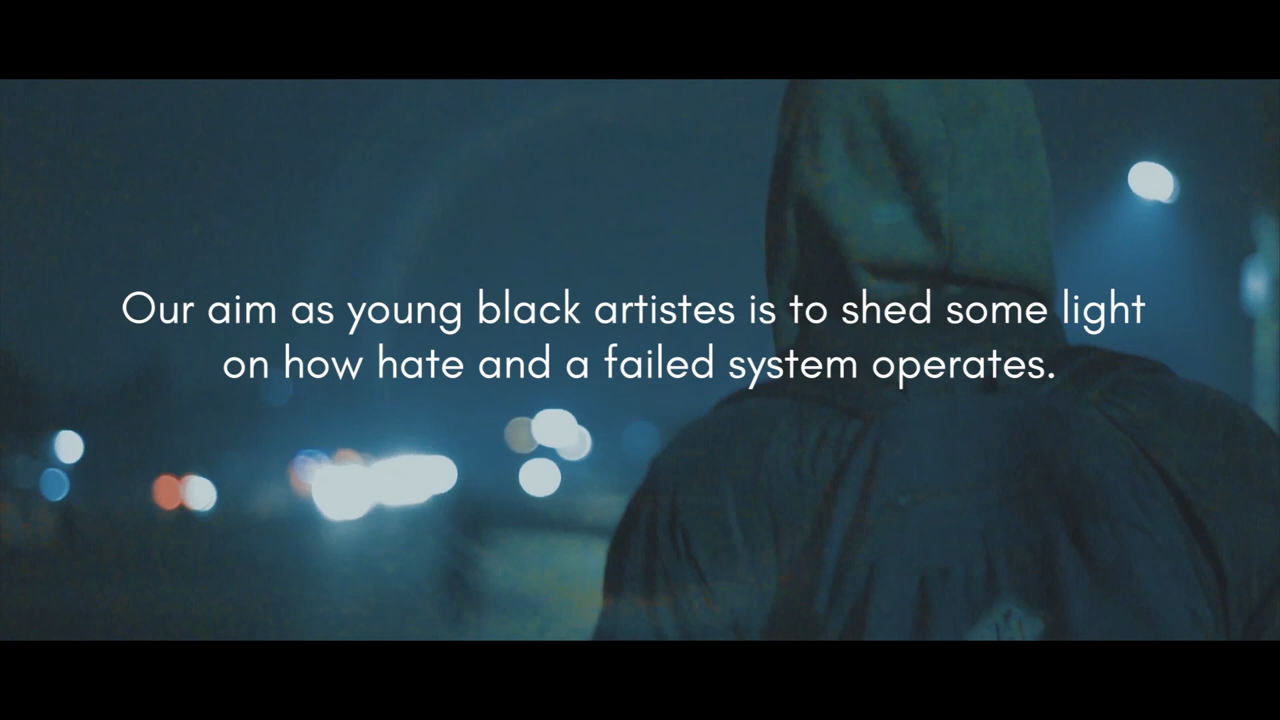 Our aim as young black artistes is to shed some light
on how hate and a failed system operates.